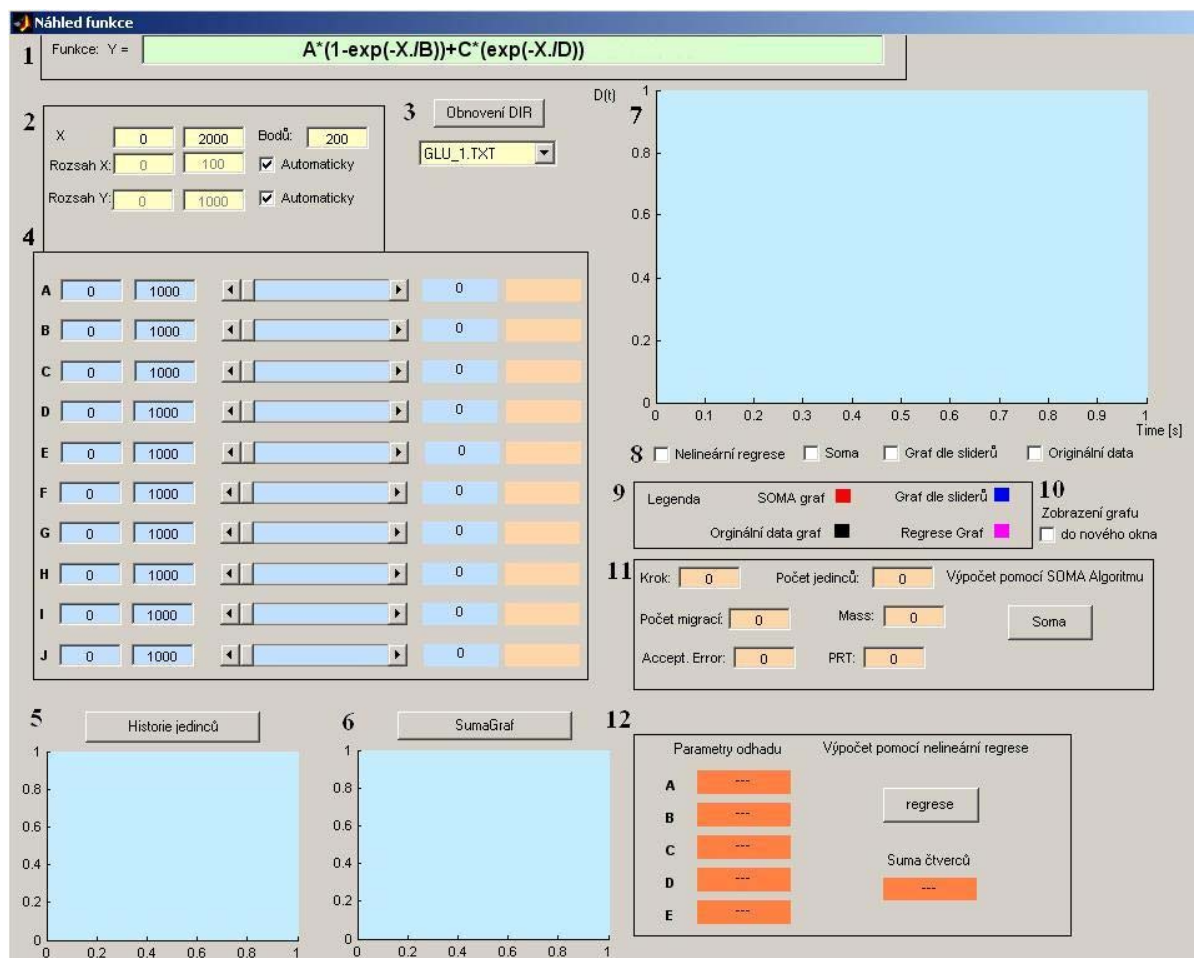 Náhled funkce
1 Funkce: Y = A*(1-exp(-X./B))+C*(exp(-X./D))
2
X 0 2000 Bodů: 200
Rozsah X: 0 100 Automaticky
Rozsah Y: 0 1000 Automaticky
3 Obnovení DIR
GLU_1.TXT
4
A 0 1000 0
B 0 1000 0
C 0 1000 0
D 0 1000 0
E 0 1000 0
F 0 1000 0
G 0 1000 0
H 0 1000 0
I 0 1000 0
J 0 1000 0
5 Historie jedinců
1
0.8
0.6
0.4
0.2
0
0 0.2 0.4 0.6 0.8 1
6 SumaGraf
1
0.8
0.6
0.4
0.2
0
0 0.2 0.4 0.6 0.8 1
D(t)
7
1
0.8
0.6
0.4
0.2
0
0 0.1 0.2 0.3 0.4 0.5 0.6 0.7 0.8 0.9 1
Time [s]
8 Nelineární regrese Soma Graf dle sliderů Originální data
9 Legenda SOMA graf Graf dle sliderů
Orginální data graf Regrese Graf
10
Zobrazení grafu
do nového okna
11 Krok: 0 Počet jedinců: 0 Výpočet pomocí SOMA Algoritmu
Počet migrací: 0 Mass: 0 Soma
Accept. Error: 0 PRT: 0
12
Parametry odhadu Výpočet pomocí nelineární regrese
A ---
B --- regrese
C ---
Suma čtverců
D --- ---
E ---